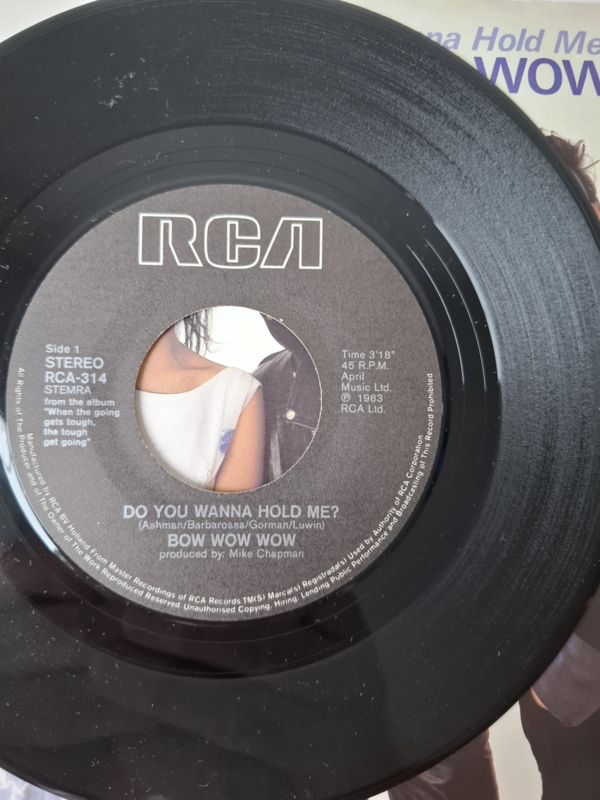 nna Hold Me
WOW
RCA
Side 1
STEREO
RCA-314
STEMRA
from the album
"When the going
gets tough,
the tough
get going"
Time 3'18"
45 R.P.M.
April
Music Ltd.
℗ 1983
RCA Ltd.
DO YOU WANNA HOLD ME?
(Ashman/Barbarossa/Gorman/Luwin)
BOW WOW WOW
produced by: Mike Chapman
Manufactured by RCA BV Holland From Master Recordings of RCA Records TM(S) Marca(s) Registrada(s) Used by Authority of RCA Corporation
All Rights of The Producer and of The Owner of The Work Reproduced Reserved. Unauthorised Copying, Hiring, Lending Public Performance and Broadcasting of This Record Prohibited